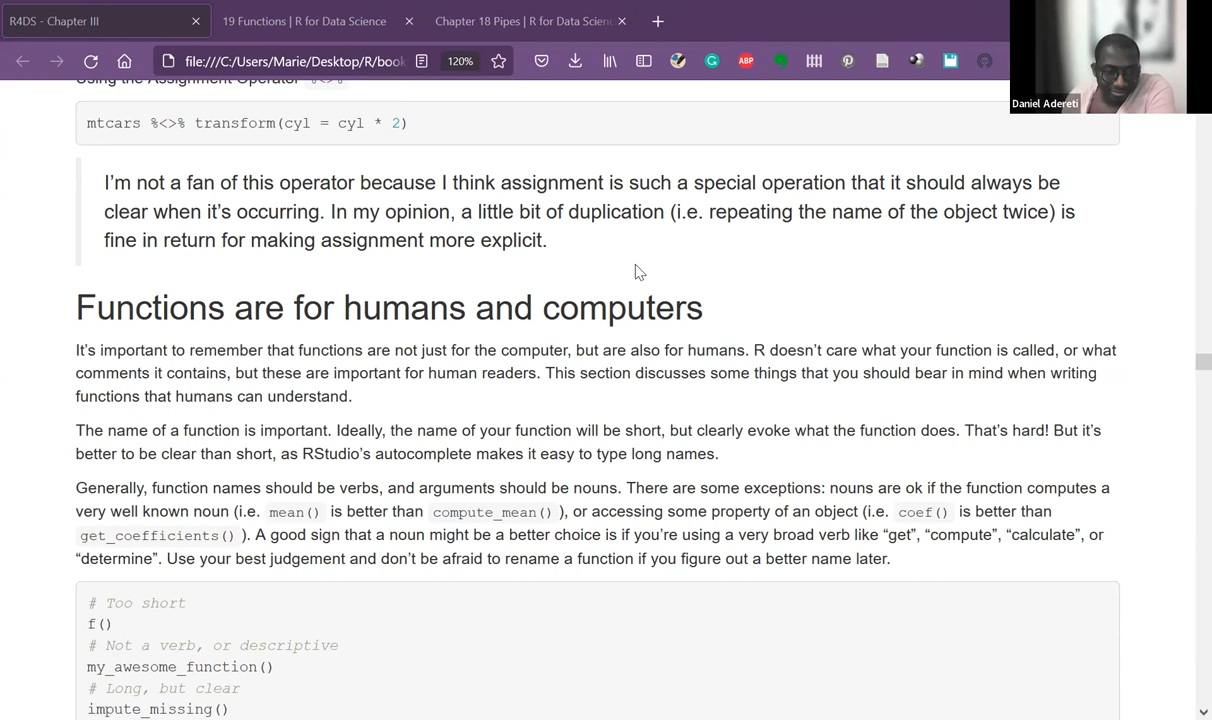 R4DS - Chapter III
19 Functions | R for Data Science
Chapter 18 Pipes | R for Data Scien
file:///C:/Users/Marie/Desktop/R/book
120%
ABP
Daniel Adereti
Using the Assignment Operator %<>%
mtcars %<>% transform(cyl = cyl * 2)
I'm not a fan of this operator because I think assignment is such a special operation that it should always be
clear when it's occurring. In my opinion, a little bit of duplication (i.e. repeating the name of the object twice) is
fine in return for making assignment more explicit.
Functions are for humans and computers
It's important to remember that functions are not just for the computer, but are also for humans. R doesn't care what your function is called, or what
comments it contains, but these are important for human readers. This section discusses some things that you should bear in mind when writing
functions that humans can understand.
The name of a function is important. Ideally, the name of your function will be short, but clearly evoke what the function does. That's hard! But it's
better to be clear than short, as RStudio's autocomplete makes it easy to type long names.
Generally, function names should be verbs, and arguments should be nouns. There are some exceptions: nouns are ok if the function computes a
very well known noun (i.e. mean() is better than compute_mean() ), or accessing some property of an object (i.e. coef() is better than
get_coefficients() ). A good sign that a noun might be a better choice is if you're using a very broad verb like "get", "compute", "calculate", or
"determine". Use your best judgement and don't be afraid to rename a function if you figure out a better name later.
# Too short
f()
# Not a verb, or descriptive
my_awesome_function()
# Long, but clear
impute_missing()